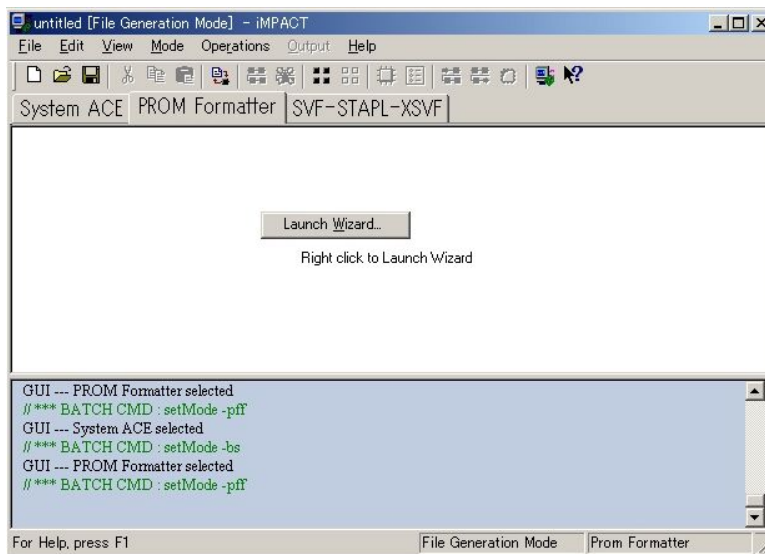 untitled [File Generation Mode] - iMPACT
File Edit View Mode Operations Output Help
System ACE PROM Formatter SVF-STAPL-XSVF
Launch Wizard...
Right click to Launch Wizard
GUI --- PROM Formatter selected
// *** BATCH CMD : setMode -pff
GUI --- System ACE selected
// *** BATCH CMD : setMode -bs
GUI --- PROM Formatter selected
// *** BATCH CMD : setMode -pff
For Help, press F1 File Generation Mode Prom Formatter